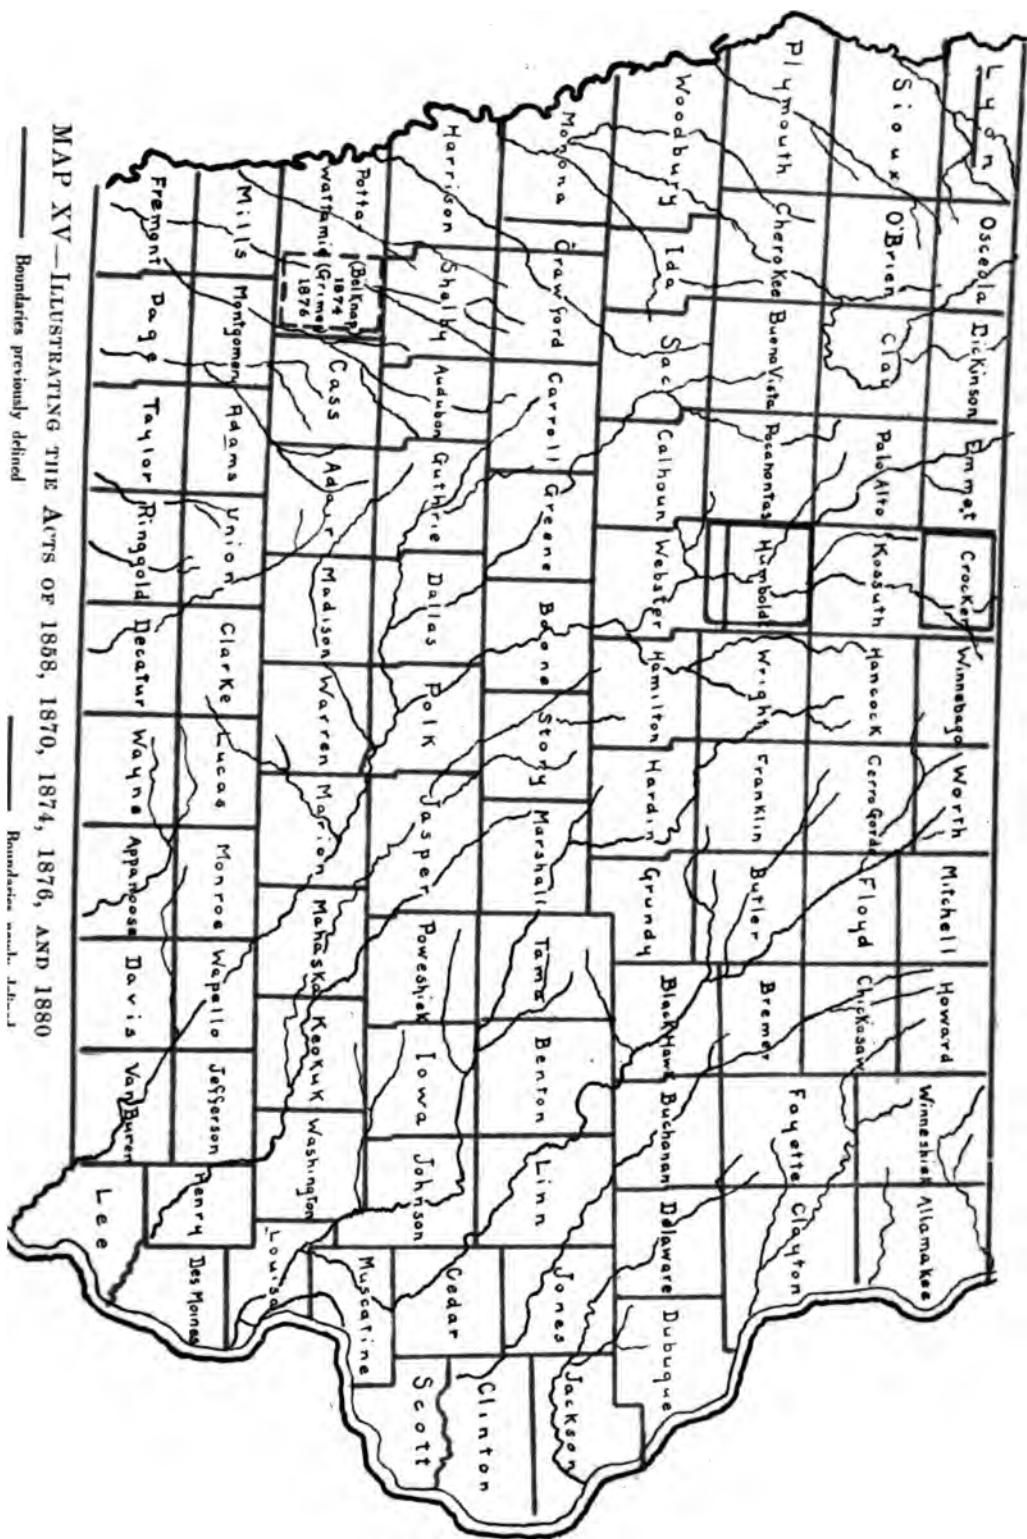 Lyon
Osceola
Dickinson
Emmet
Crocker
Winnebago
Worth
Mitchell
Howard
Winneshiek
Allamakee
Sioux
O'Brien
Clay
Palo Alto
Kossuth
Hancock
Cerro Gordo
Floyd
Chickasaw
Plymouth
Cherokee
Buena Vista
Pocahontas
Humboldt
Wright
Franklin
Butler
Bremer
Fayette
Clayton
Woodbury
Ida
Sac
Calhoun
Webster
Hamilton
Hardin
Grundy
Black Hawk
Buchanan
Delaware
Dubuque
Monona
Crawford
Carroll
Greene
Boone
Story
Marshall
Tama
Benton
Linn
Jones
Jackson
Harrison
Shelby
Audubon
Guthrie
Dallas
Polk
Jasper
Poweshiek
Iowa
Johnson
Cedar
Clinton
Scott
Potta-
wattamie
(Belknap
1874
(Grimes
1876
Cass
Adair
Madison
Warren
Marion
Mahaska
Keokuk
Washington
Louisa
Muscatine
Mills
Montgomery
Adams
Union
Clarke
Lucas
Monroe
Wapello
Jefferson
Henry
Des Moines
Fremont
Page
Taylor
Ringgold
Decatur
Wayne
Appanoose
Davis
Van Buren
Lee
MAP XV—ILLUSTRATING THE ACTS OF 1858, 1870, 1874, 1876, AND 1880
Boundaries previously defined
Boundaries defined